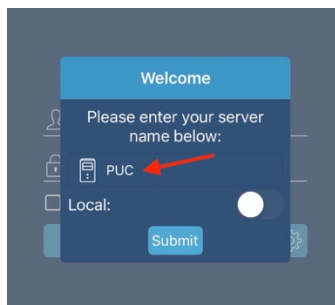 Welcome
Please enter your server
name below:
PUC
Local:
Submit